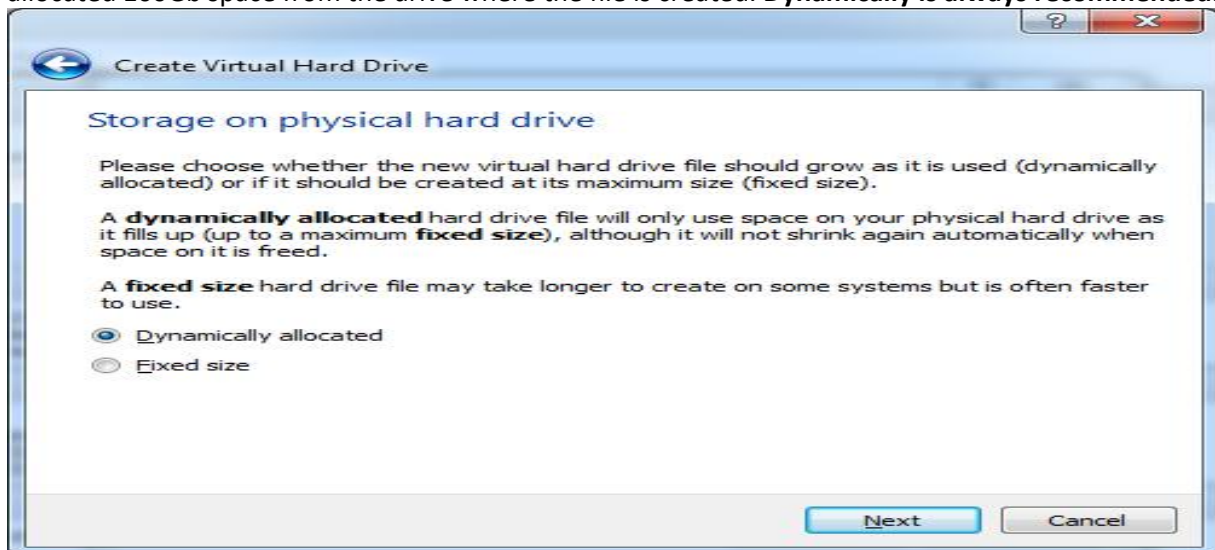 allocated Gb space from the drive where the file is created. Dynamically is always recommended.
Create Virtual Hard Drive
Storage on physical hard drive
Please choose whether the new virtual hard drive file should grow as it is used (dynamically
allocated) or if it should be created at its maximum size (fixed size).
A dynamically allocated hard drive file will only use space on your physical hard drive as
it fills up (up to a maximum fixed size), although it will not shrink again automatically when
space on it is freed.
A fixed size hard drive file may take longer to create on some systems but is often faster
to use.
Dynamically allocated
Fixed size
Next Cancel